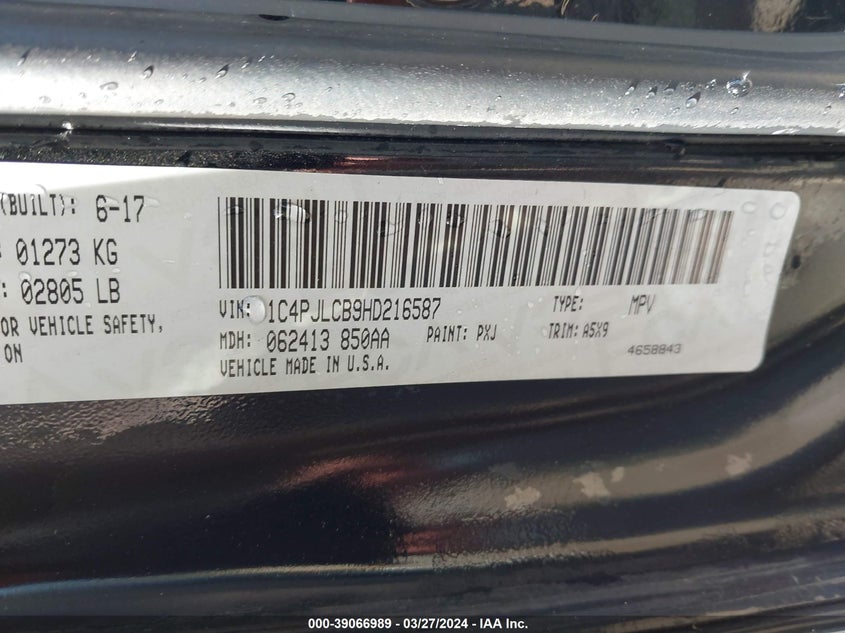 (BUILT): 6-17
: 01273 KG
: 02805 LB
OR VEHICLE SAFETY,
ON
VIN: 1C4PJLCB9HD216587 TYPE: MPV
MDH: 062413 850AA PAINT: PXJ TRIM: A5X9
VEHICLE MADE IN U.S.A. 4658843
000-39066989 | 03/27/2024 | IAA Inc.